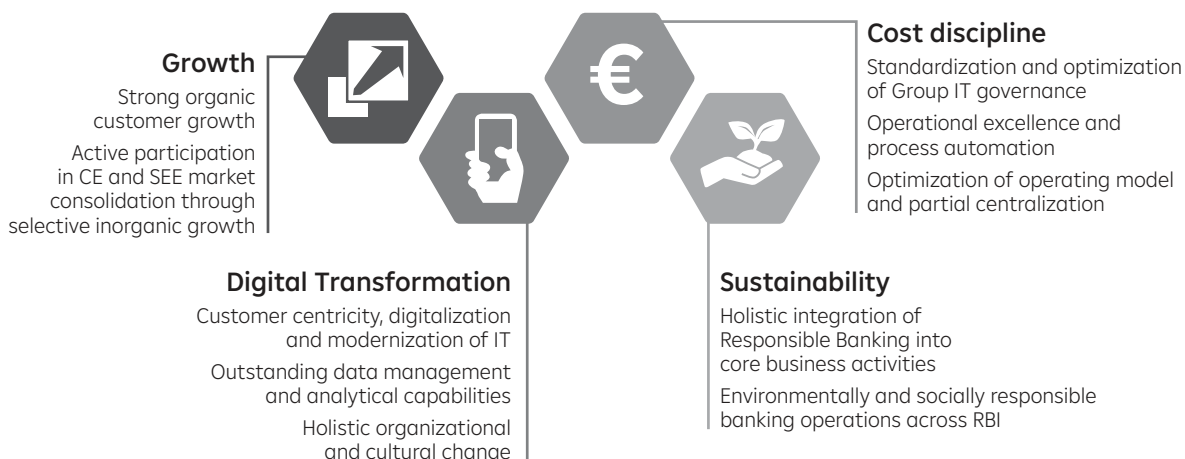 Growth
Strong organic
customer growth
Active participation
in CE and SEE market
consolidation through
selective inorganic growth
€
Cost discipline
Standardization and optimization
of Group IT governance
Operational excellence and
process automation
Optimization of operating model
and partial centralization
Digital Transformation
Customer centricity, digitalization
and modernization of IT
Outstanding data management
and analytical capabilities
Holistic organizational
and cultural change
Sustainability
Holistic integration of
Responsible Banking into
core business activities
Environmentally and socially responsible
banking operations across RBI